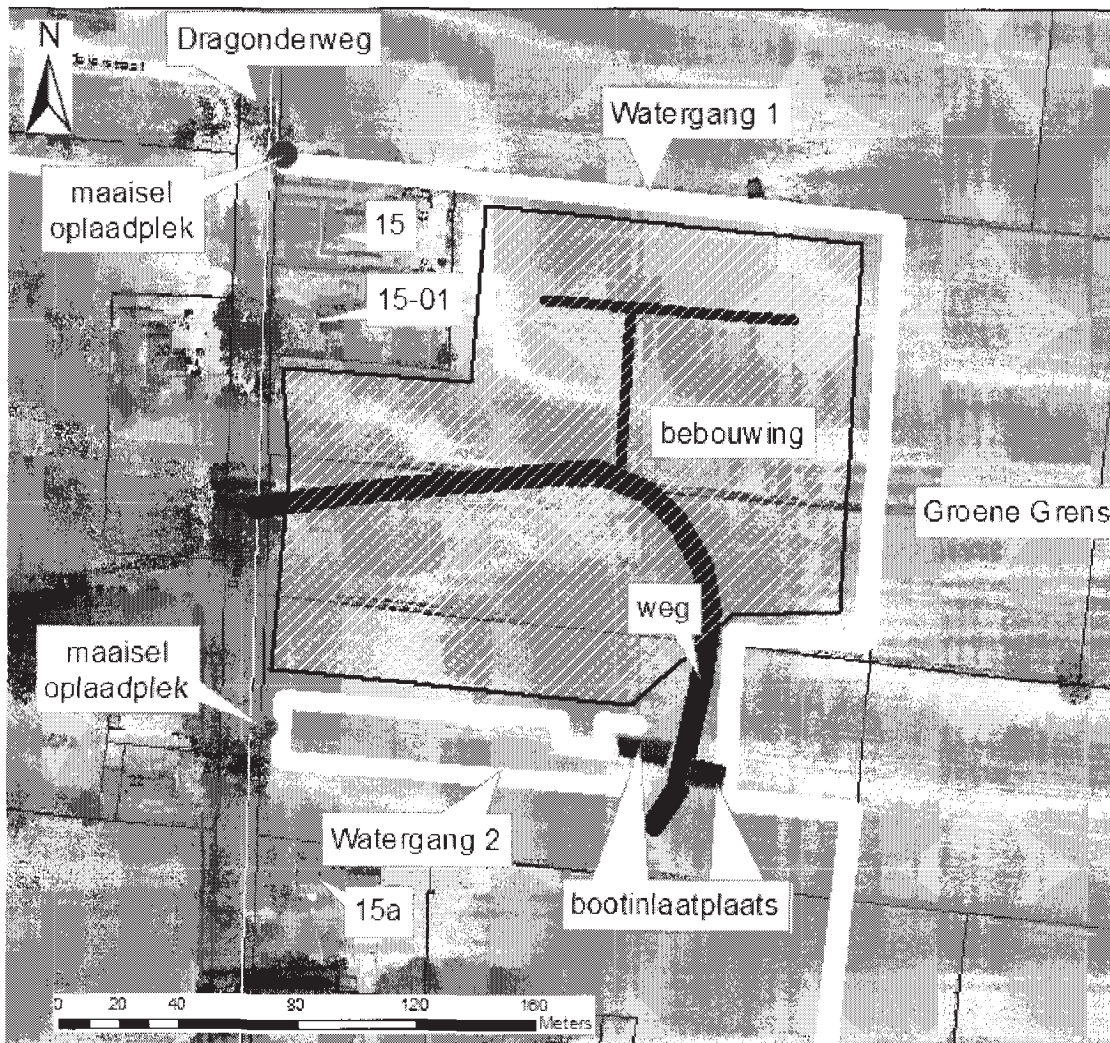 N
Dragonderweg
Watergang 1
maaisel
oplaadplek
15
15-01
bebouwing
Groene Grens
weg
maaisel
oplaadplek
Watergang 2
bootinlaatplaats
15a
0 20 40 80 120 160
Meters